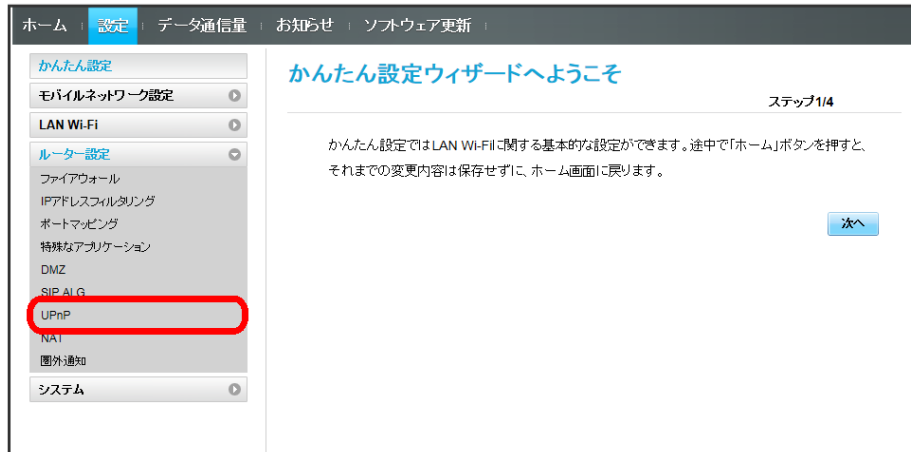 ホーム 設定 データ通信量 お知らせ ソフトウェア更新
かんたん設定
モバイルネットワーク設定
LAN Wi-Fi
ルーター設定
ファイアウォール
IPアドレスフィルタリング
ポートマッピング
特殊なアプリケーション
DMZ
SIP ALG
UPnP
NAT
圏外通知
システム
かんたん設定ウィザードへようこそ
ステップ1/4
かんたん設定ではLAN Wi-Fiに関する基本的な設定ができます。途中で「ホーム」ボタンを押すと、
それまでの変更内容は保存せずに、ホーム画面に戻ります。
次へ